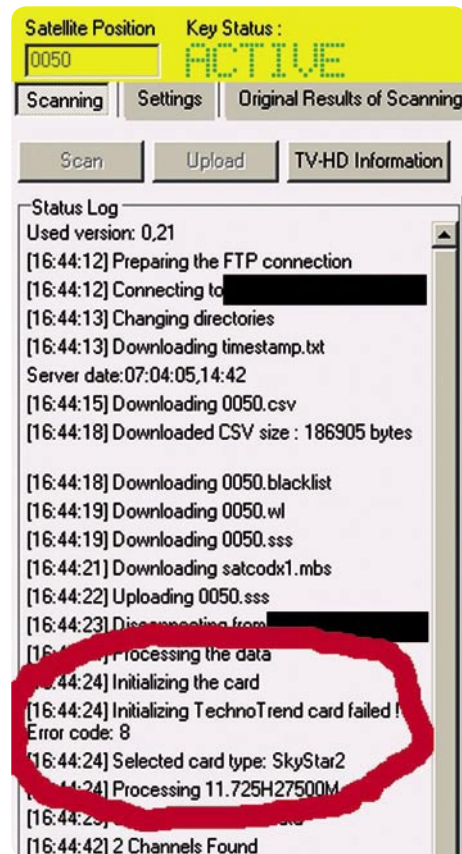 Satellite Position Key Status :
0050 ACTIVE
Scanning Settings Original Results of Scanning
Scan Upload TV-HD Information
Status Log
Used version: 0,21
[16:44:12] Preparing the FTP connection
[16:44:12] Connecting to
[16:44:13] Changing directories
[16:44:13] Downloading timestamp.txt
Server date:07:04:05,14:42
[16:44:15] Downloading 0050.csv
[16:44:18] Downloaded CSV size : 186905 bytes
[16:44:18] Downloading 0050.blacklist
[16:44:19] Downloading 0050.wl
[16:44:19] Downloading 0050.sss
[16:44:21] Downloading satcodx1.mbs
[16:44:22] Uploading 0050.sss
[16:44:23] Disconnecting from
Processing the data
:44:24] Initializing the card
[16:44:24] Initializing TechnoTrend card failed !
Error code: 8
[16:44:24] Selected card type: SkyStar2
:24] Processing 11.725H27500M
[16:44:42] 2 Channels Found